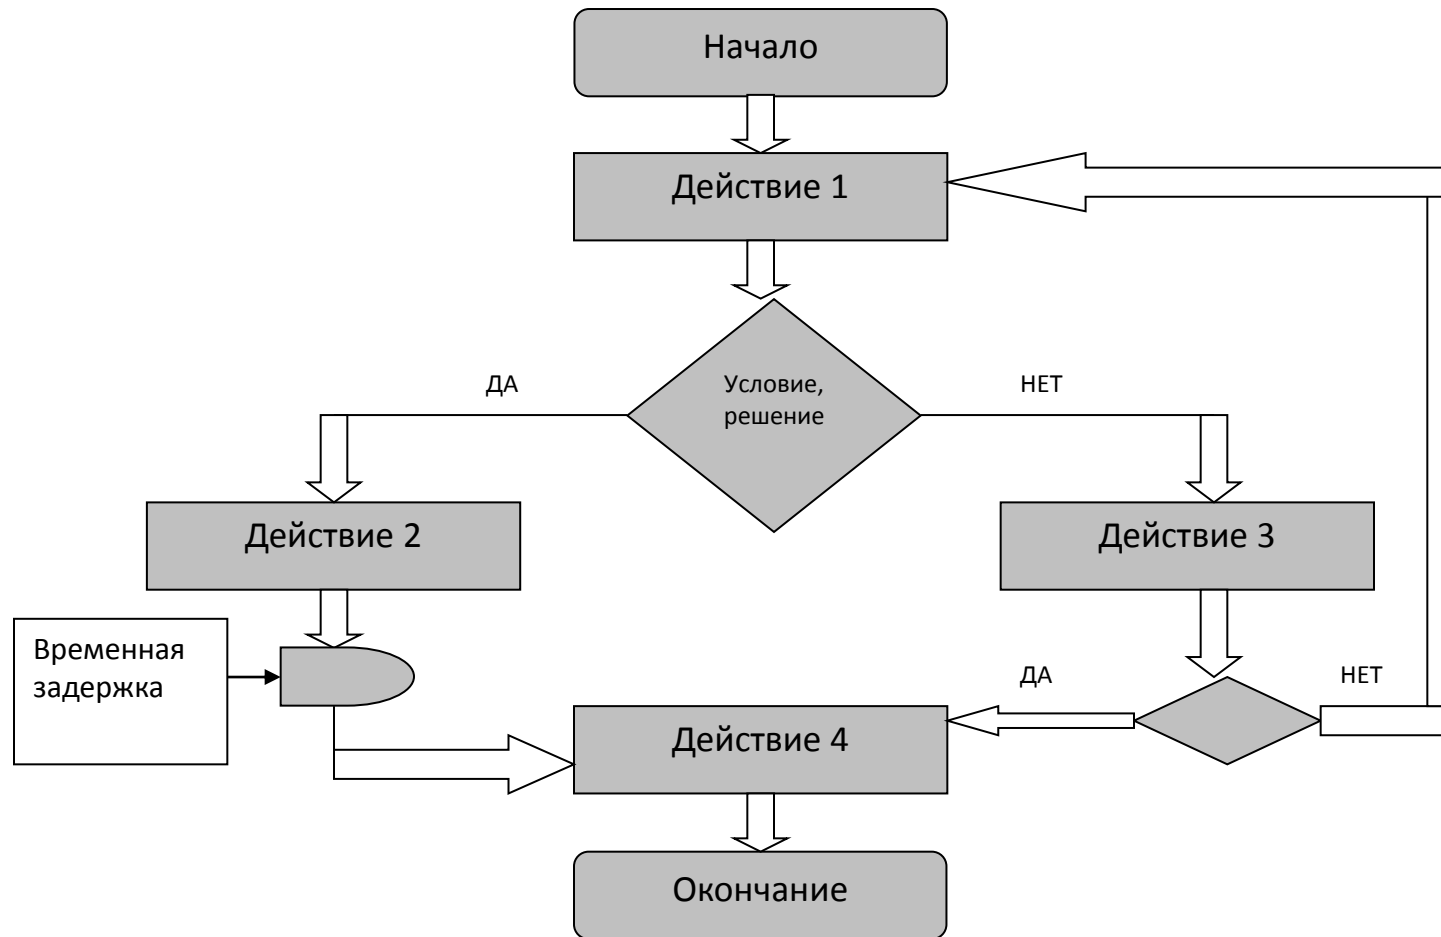 Начало
Действие 1
ДА
Условие,
решение
НЕТ
Действие 2
Действие 3
Временная
задержка
ДА
НЕТ
Действие 4
Окончание